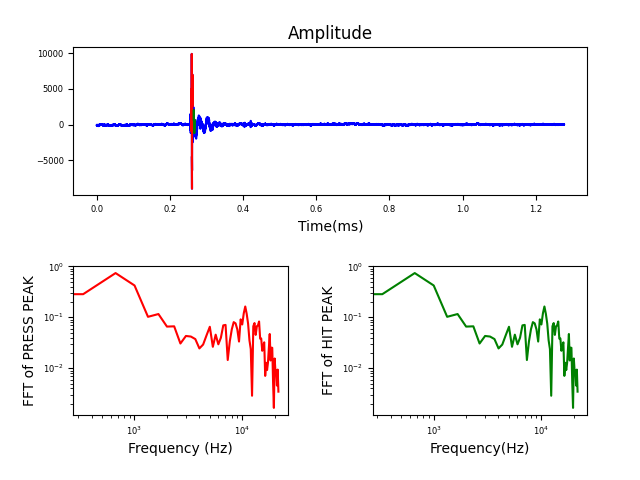 Amplitude
10000
5000
0
−5000
0.0 0.2 0.4 0.6 0.8 1.0 1.2
Time(ms)
FFT of PRESS PEAK
10^0
10^−1
10^−2
10^3 10^4
Frequency (Hz)
FFT of HIT PEAK
10^0
10^−1
10^−2
10^3 10^4
Frequency(Hz)